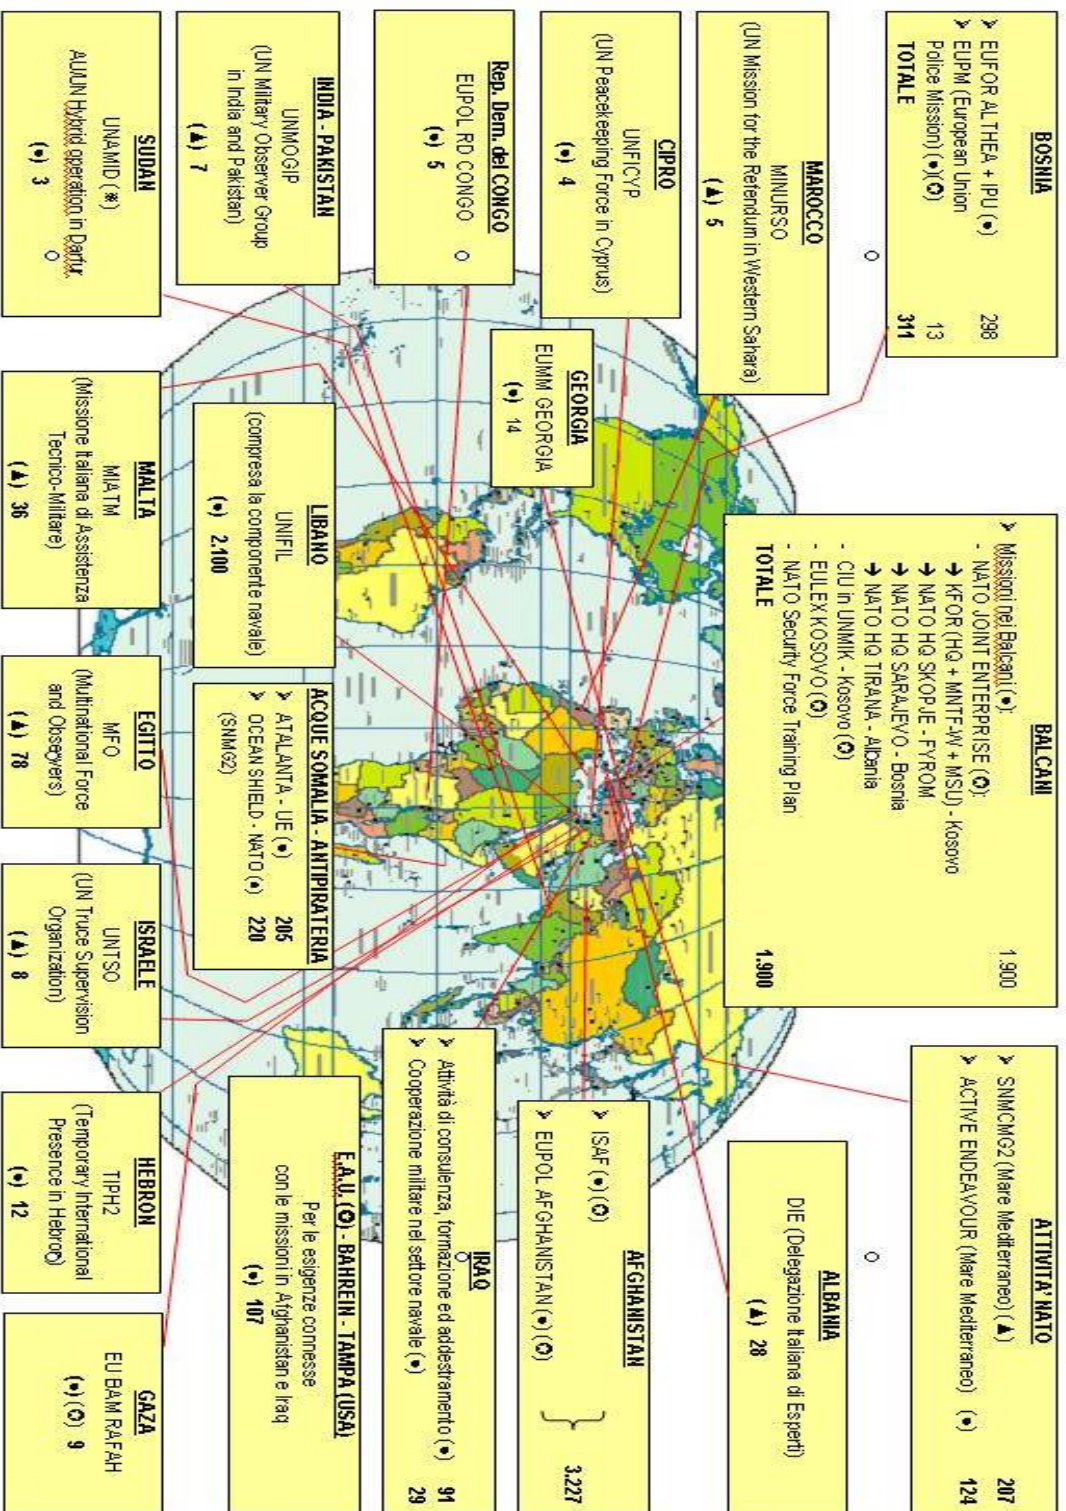 BOSNIA
➤ EUFOR ALTHEA + IPU (●) 298
➤ EUPM (European Union
Police Mission) (●)(✪) 13
TOTALE 311
BALCANI
➤ Missioni nei Balcani (●): 1.900
- NATO JOINT ENTERPRISE (✪):
➔ KFOR (HQ + MNTF-W + MSU) - Kosovo
➔ NATO HQ SKOPJE - FYROM
➔ NATO HQ SARAJEVO - Bosnia
➔ NATO HQ TIRANA - Albania
- CIU in UNMIK - Kosovo (✪)
- EULEX KOSOVO (✪)
- NATO Security Force Training Plan
TOTALE 1.900
ATTIVITA' NATO
➤ SNMCMG2 (Mare Mediterraneo) (▲) 207
➤ ACTIVE ENDEAVOUR (Mare Mediterraneo) (●) 124
MAROCCO
MINURSO
(UN Mission for the Refendum in Western Sahara)
(▲) 5
ALBANIA
DIE (Delegazione Italiana di Esperti)
(▲) 28
CIPRO
UNFICYP
(UN Peacekeeping Force in Cyprus)
(●) 4
GEORGIA
EUMM GEORGIA
(●) 14
AFGHANISTAN
➤ ISAF (●) (✪)
➤ EUPOL AFGHANISTAN (●) (✪)
3.227
Rep. Dem. del CONGO
EUPOL RD CONGO
(●) 5
IRAQ
➤ Attività di consulenza, formazione ed addestramento (●) 91
➤ Cooperazione militare nel settore navale (●) 29
INDIA - PAKISTAN
UNMOGIP
(UN Military Observer Group
in India and Pakistan)
(▲) 7
LIBANO
UNIFIL
(compresa la componente navale)
(●) 2.100
ACQUE SOMALIA - ANTIPIRATERIA
➤ ATALANTA - UE (●) 205
➤ OCEAN SHIELD - NATO (●) 220
(SNMG2)
E.A.U. (✪) - BAHREIN - TAMPA (USA)
Per le esigenze connesse
con le missioni in Afghanistan e Iraq
(●) 107
SUDAN
UNAMID (※)
AU/UN Hybrid operation in Darfur
(●) 3
MALTA
MIATM
(Missione Italiana di Assistenza
Tecnico-Militare)
(▲) 36
EGITTO
MFO
(Multinational Force
and Observers)
(▲) 78
ISRAELE
UNTSO
(UN Truce Supervision
Organization)
(▲) 8
HEBRON
TIPH2
(Temporary International
Presence in Hebron)
(●) 12
GAZA
EU BAM RAFAH
(●) (✪) 9